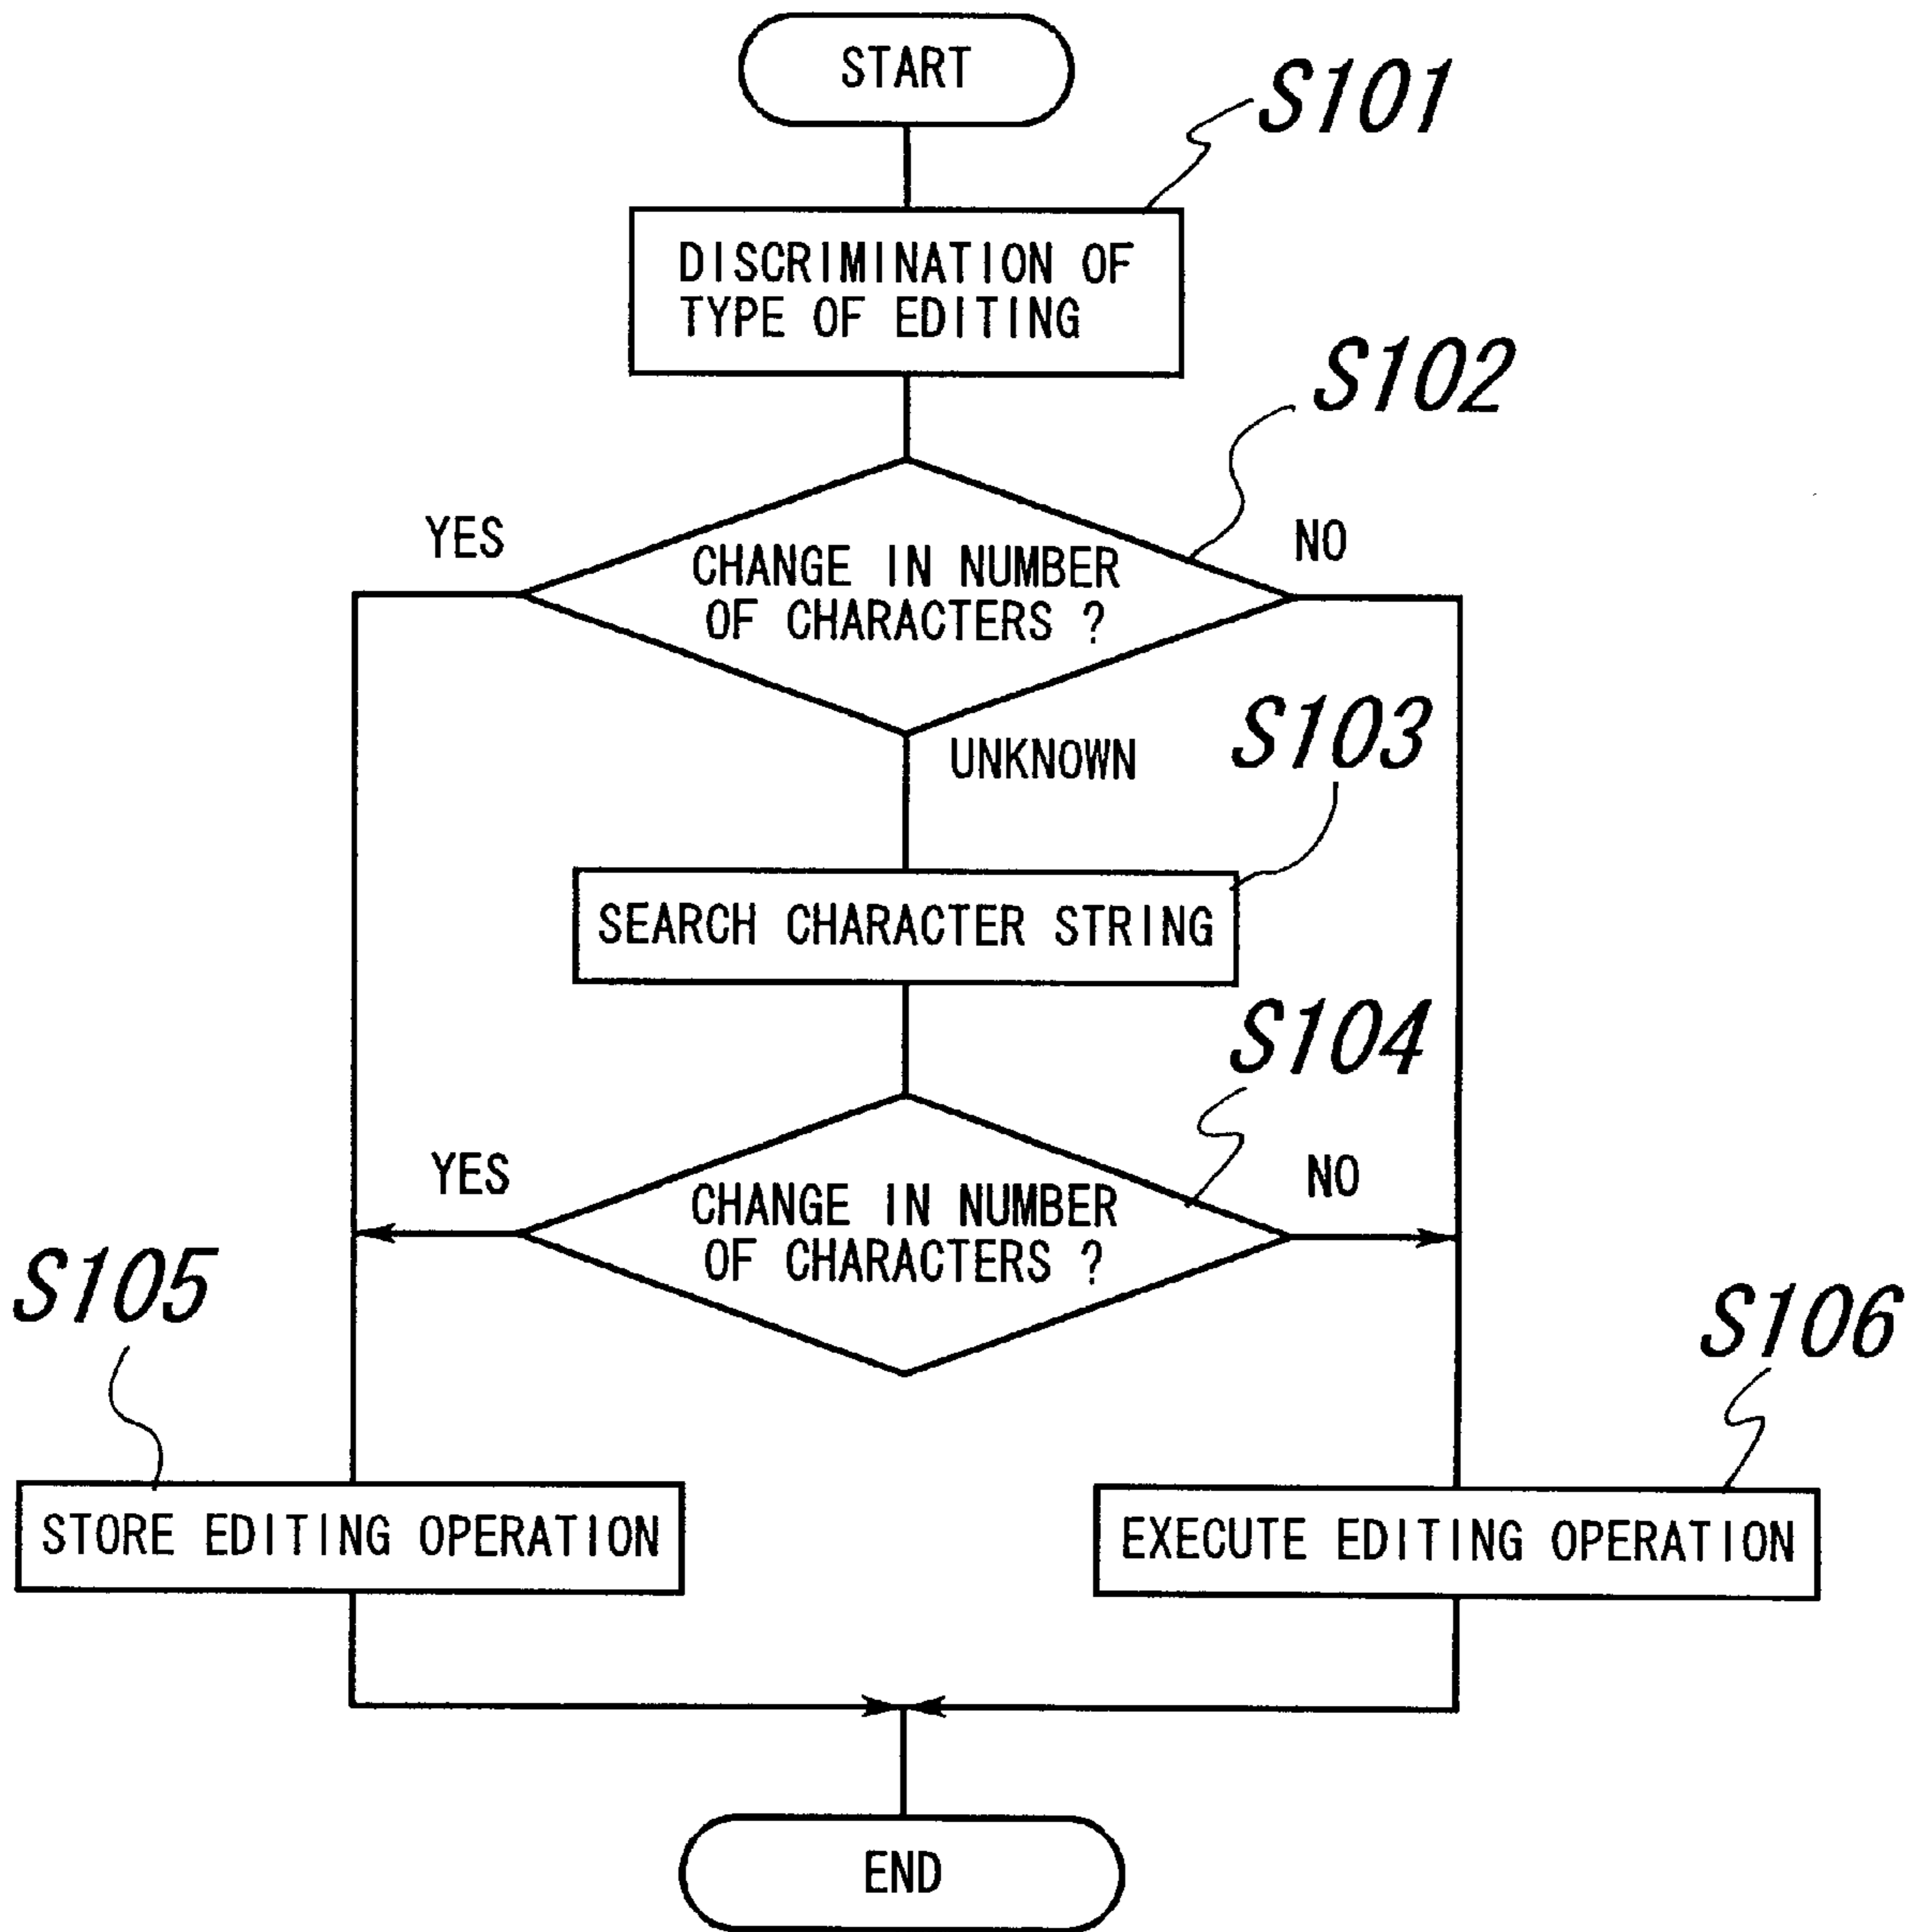 START
S101
DISCRIMINATION OF
TYPE OF EDITING
S102
YES
NO
CHANGE IN NUMBER
OF CHARACTERS ?
UNKNOWN
S103
SEARCH CHARACTER STRING
S104
YES
NO
CHANGE IN NUMBER
OF CHARACTERS ?
S105
S106
STORE EDITING OPERATION
EXECUTE EDITING OPERATION
END